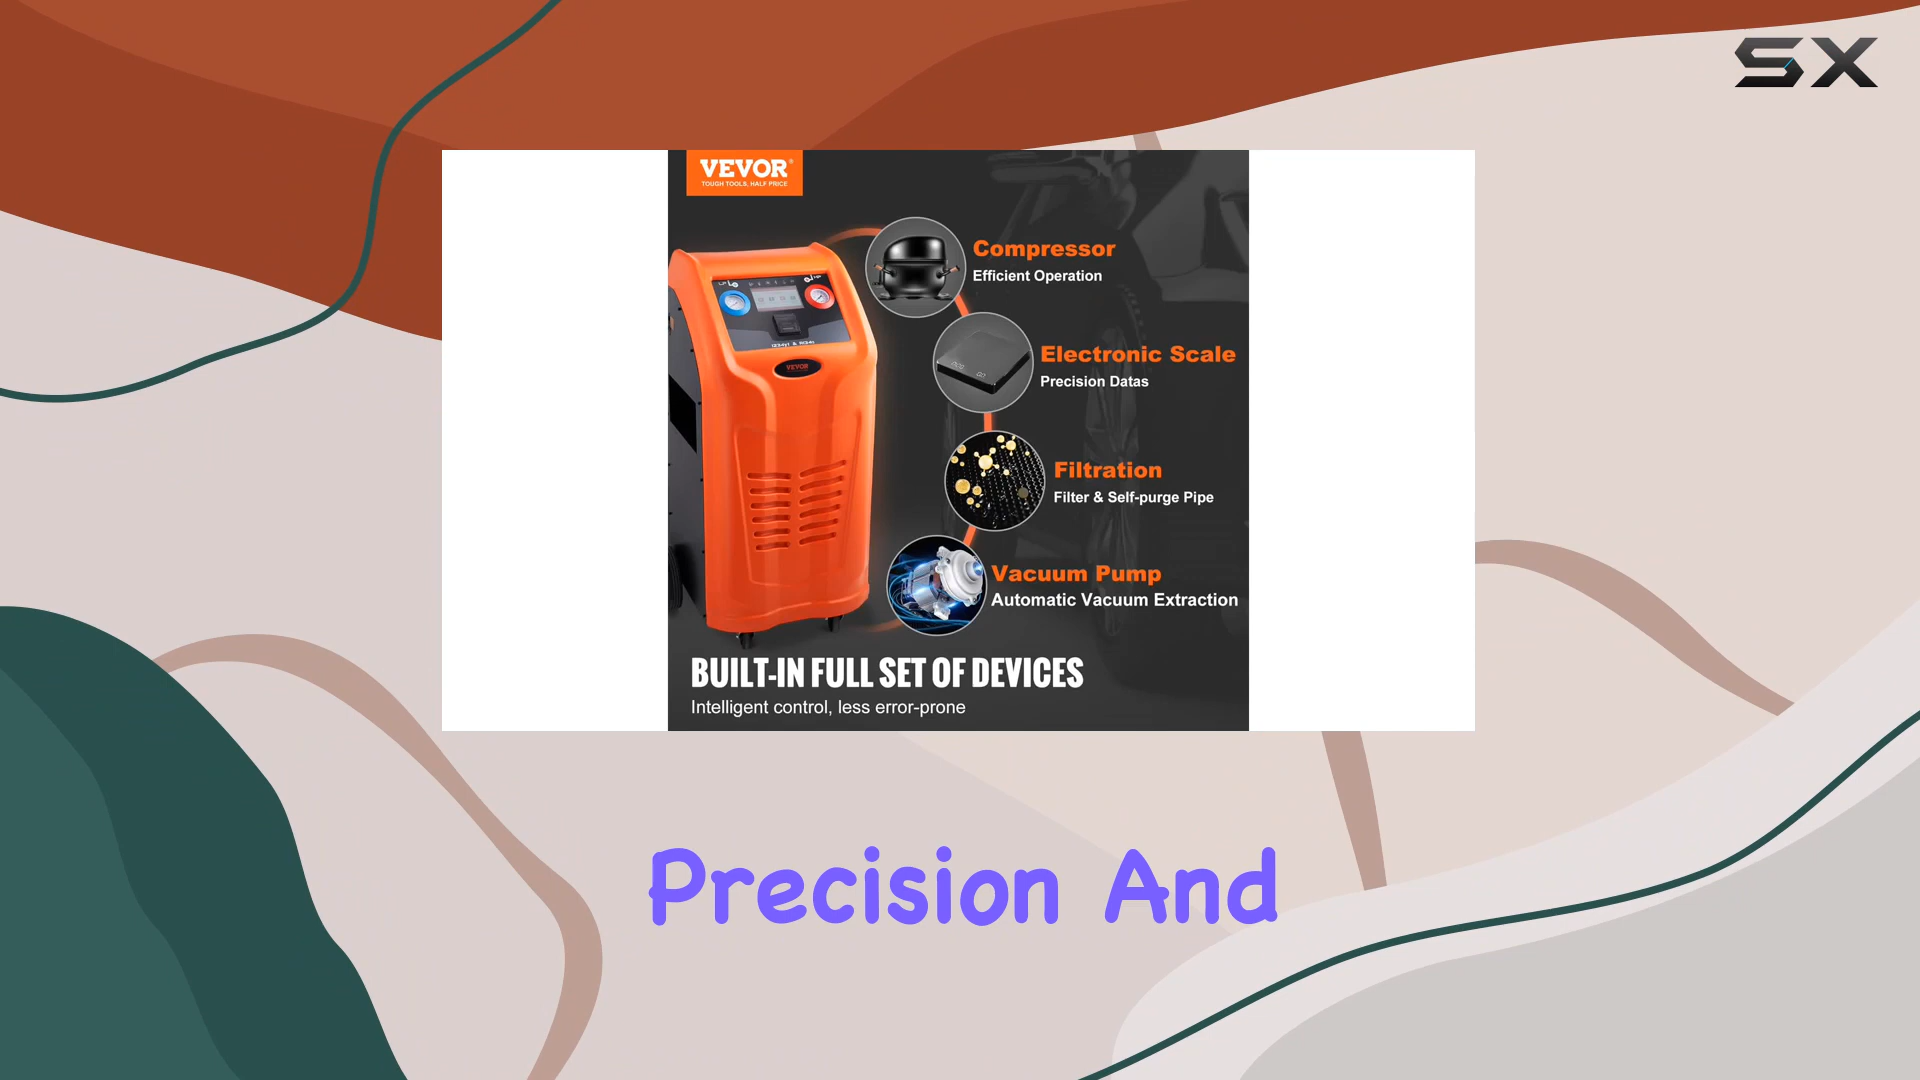 SX
VEVOR®
TOUGH TOOLS, HALF PRICE
Compressor
Efficient Operation
Electronic Scale
Precision Datas
Filtration
Filter & Self-purge Pipe
VEVOR
Vacuum Pump
Automatic Vacuum Extraction
BUILT-IN FULL SET OF DEVICES
Intelligent control, less error-prone
Precision And